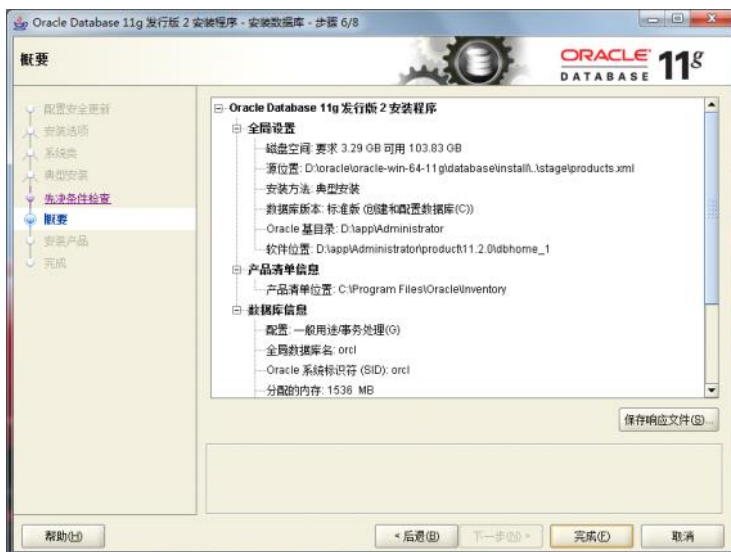 Oracle Database 11g 发行版 2 安装程序 - 安装数据库 - 步骤 6/8
概要
ORACLE
DATABASE
11g
配置安全更新
安装选项
系统类
典型安装
先决条件检查
概要
安装产品
完成
Oracle Database 11g 发行版 2 安装程序
全局设置
磁盘空间: 要求 3.29 GB 可用 103.83 GB
源位置: D:\oracle\oracle-win-64-11g\database\install\..\stage\products.xml
安装方法: 典型安装
数据库版本: 标准版 (创建和配置数据库(C))
Oracle 基目录: D:\app\Administrator
软件位置: D:\app\Administrator\product\11.2.0\dbhome_1
产品清单信息
产品清单位置: C:\Program Files\Oracle\Inventory
数据库信息
配置: 一般用途/事务处理(G)
全局数据库名: orcl
Oracle 系统标识符 (SID): orcl
分配的内存: 1536 MB
保存响应文件(S)...
帮助(H)
< 后退(B)
下一步(N) >
完成(F)
取消